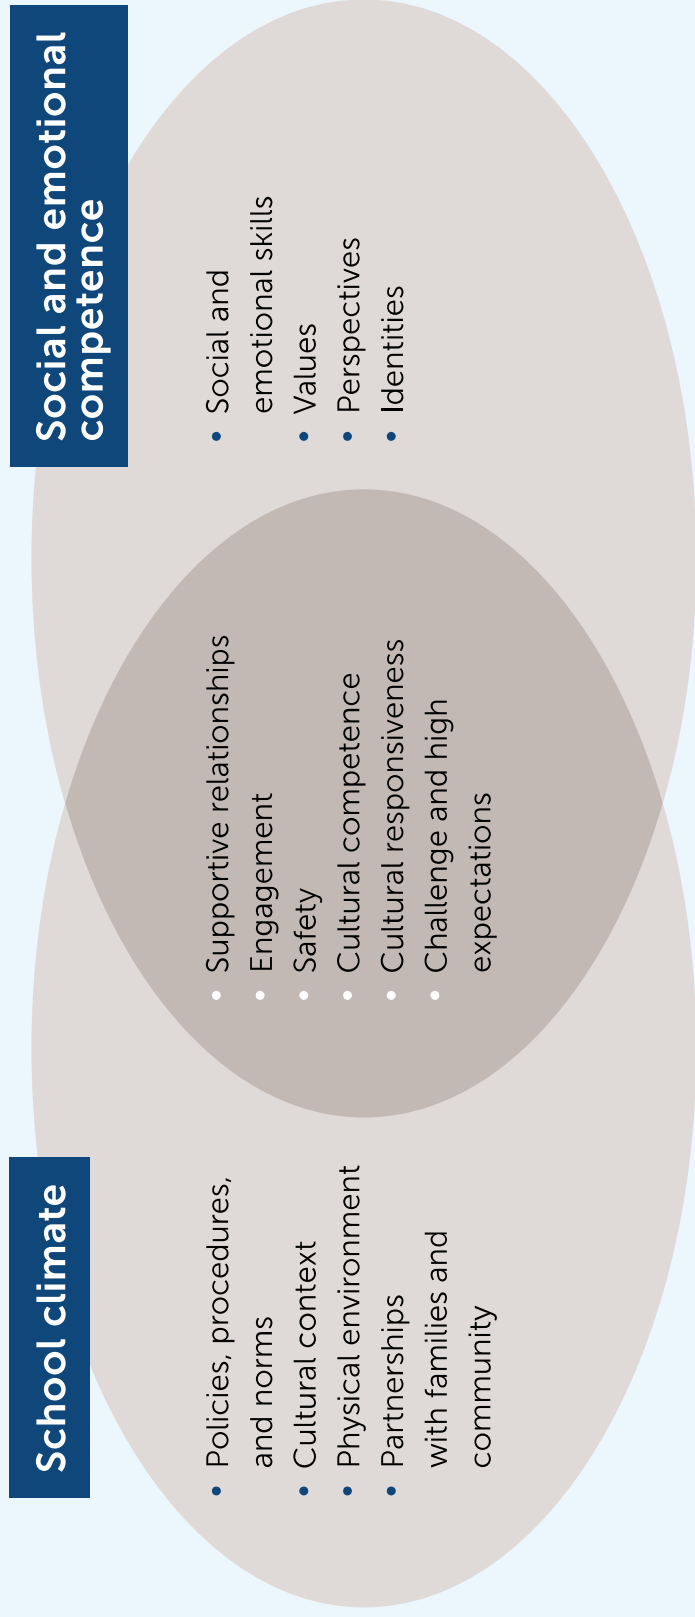 School climate
• Policies, procedures,
and norms
• Cultural context
• Physical environment
• Partnerships
with families and
community
• Supportive relationships
• Engagement
• Safety
• Cultural competence
• Cultural responsiveness
• Challenge and high
expectations
Social and emotional
competence
• Social and
emotional skills
• Values
• Perspectives
• Identities